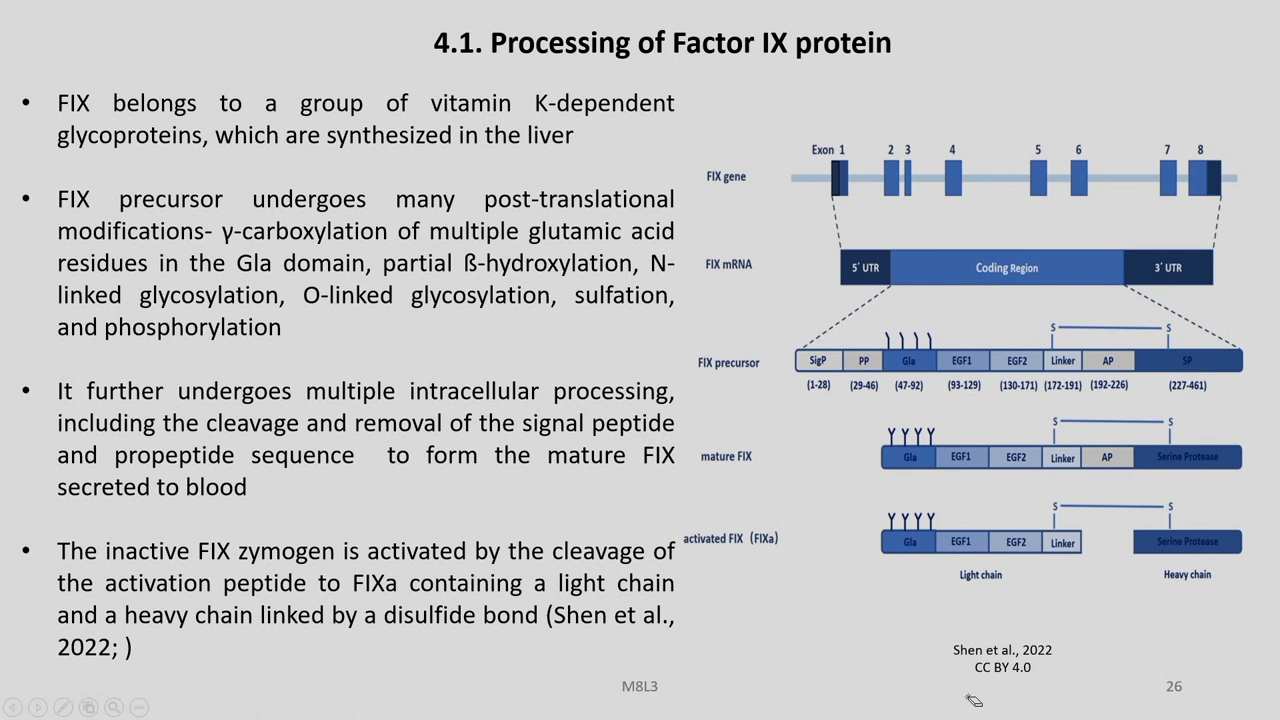 4.1. Processing of Factor IX protein
• FIX belongs to a group of vitamin K-dependent
glycoproteins, which are synthesized in the liver
• FIX precursor undergoes many post-translational
modifications- γ-carboxylation of multiple glutamic acid
residues in the Gla domain, partial ß-hydroxylation, N-
linked glycosylation, O-linked glycosylation, sulfation,
and phosphorylation
• It further undergoes multiple intracellular processing,
including the cleavage and removal of the signal peptide
and propeptide sequence to form the mature FIX
secreted to blood
• The inactive FIX zymogen is activated by the cleavage of
the activation peptide to FIXa containing a light chain
and a heavy chain linked by a disulfide bond (Shen et al.,
2022; )
Exon 1 2 3 4 5 6 7 8
FIX gene
FIX mRNA 5´ UTR Coding Region 3´ UTR
S S
FIX precursor SigP PP Gla EGF1 EGF2 Linker AP SP
(1-28) (29-46) (47-92) (93-129) (130-171) (172-191) (192-226) (227-461)
S S
mature FIX Gla EGF1 EGF2 Linker AP Serine Protease
S S
activated FIX (FIXa) Gla EGF1 EGF2 Linker Serine Protease
Light chain Heavy chain
Shen et al., 2022
CC BY 4.0
M8L3 26